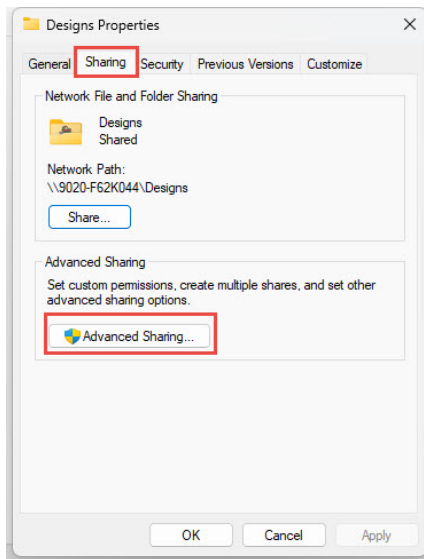 Designs Properties
General Sharing Security Previous Versions Customize
Network File and Folder Sharing
Designs
Shared
Network Path:
\\9020-F62K044\Designs
Share...
Advanced Sharing
Set custom permissions, create multiple shares, and set other
advanced sharing options.
Advanced Sharing...
OK Cancel Apply